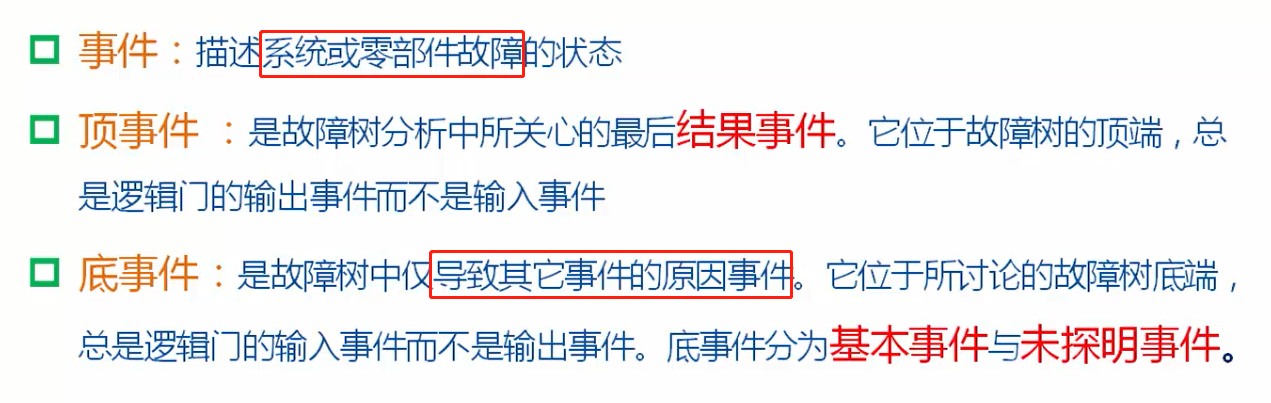 事件：描述系统或零部件故障的状态
顶事件 ：是故障树分析中所关心的最后结果事件。它位于故障树的顶端，总
是逻辑门的输出事件而不是输入事件
底事件：是故障树中仅导致其它事件的原因事件。它位于所讨论的故障树底端，
总是逻辑门的输入事件而不是输出事件。底事件分为基本事件与未探明事件。